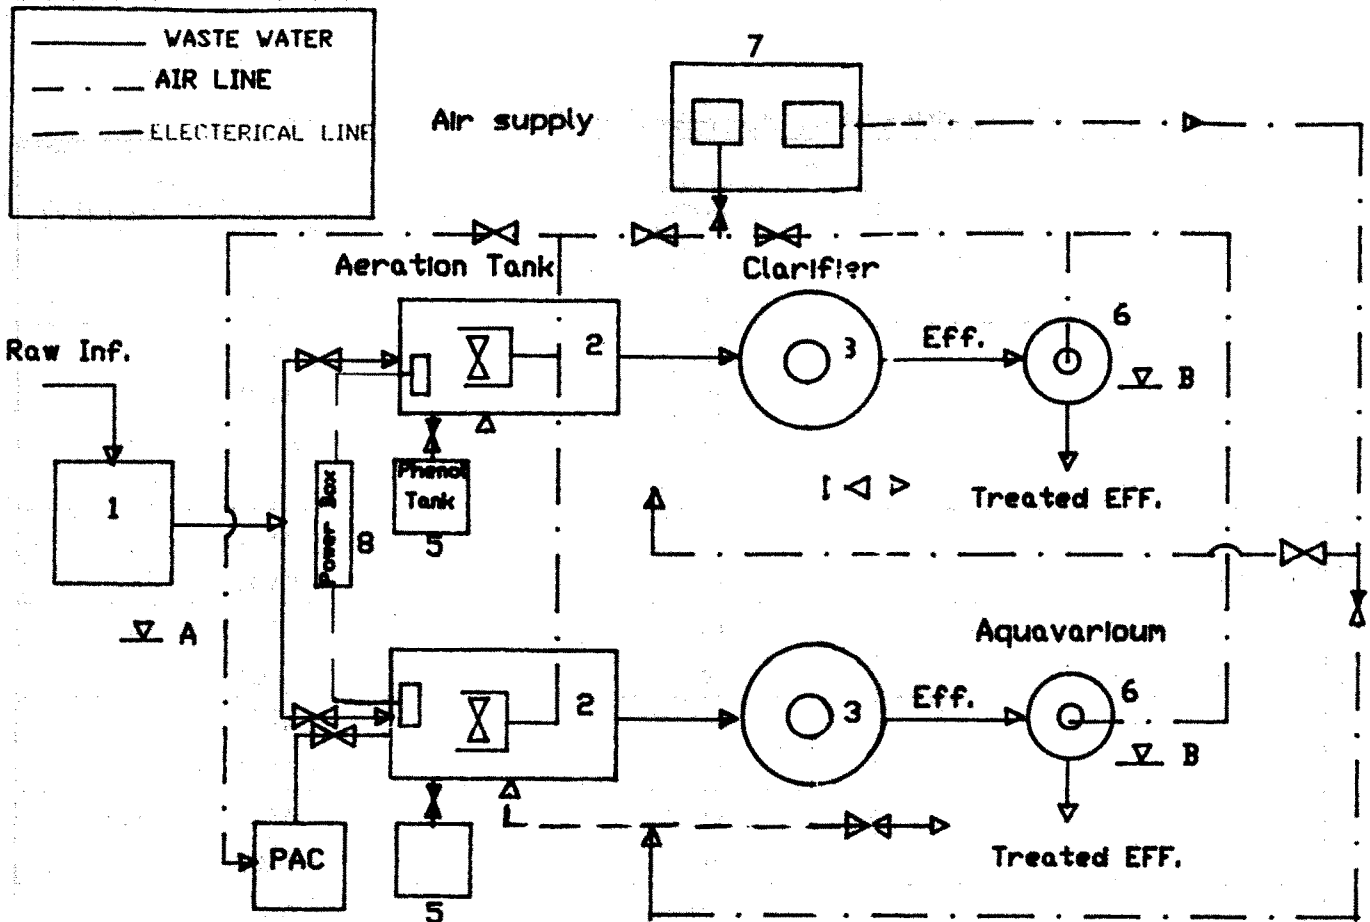 WASTE WATER
AIR LINE
ELECTERICAL LINE
7
Air supply
Aeration Tank
Clarifier
Raw Inf.
2
3
Eff.
6
B
1
Power Box
8
Phenol
Tank
5
Treated EFF.
A
Aquavarioum
2
3
Eff.
6
B
PAC
5
Treated EFF.